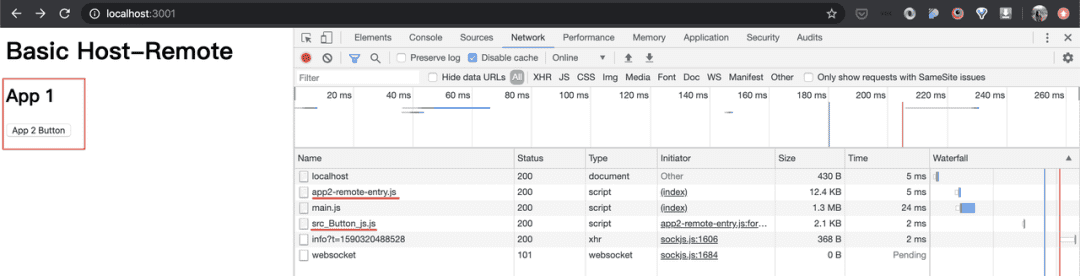 localhost:3001
Basic Host-Remote
App 1
App 2 Button
Elements Console Sources Network Performance Memory Application Security Audits
Preserve log Disable cache Online
Filter Hide data URLs All XHR JS CSS Img Media Font Doc WS Manifest Other Only show requests with SameSite issues
20 ms 40 ms 60 ms 80 ms 100 ms 120 ms 140 ms 160 ms 180 ms 200 ms 220 ms 240 ms 260 ms
Name Status Type Initiator Size Time Waterfall
localhost 200 document Other 430 B 5 ms
app2-remote-entry.js 200 script (index) 12.4 KB 5 ms
main.js 200 script (index) 1.3 MB 24 ms
src_Button_js.js 200 script app2-remote-entry.js:for... 2.1 KB 2 ms
info?t=1590320488528 200 xhr sockjs.js:1606 368 B 2 ms
websocket 101 websocket sockjs.js:1684 0 B Pending